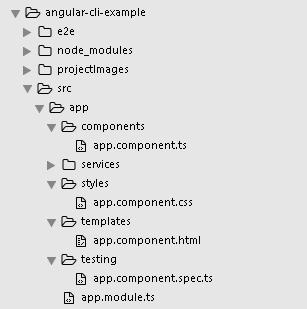 angular-cli-example
e2e
node_modules
projectImages
src
app
components
app.component.ts
services
styles
app.component.css
templates
app.component.html
testing
app.component.spec.ts
app.module.ts